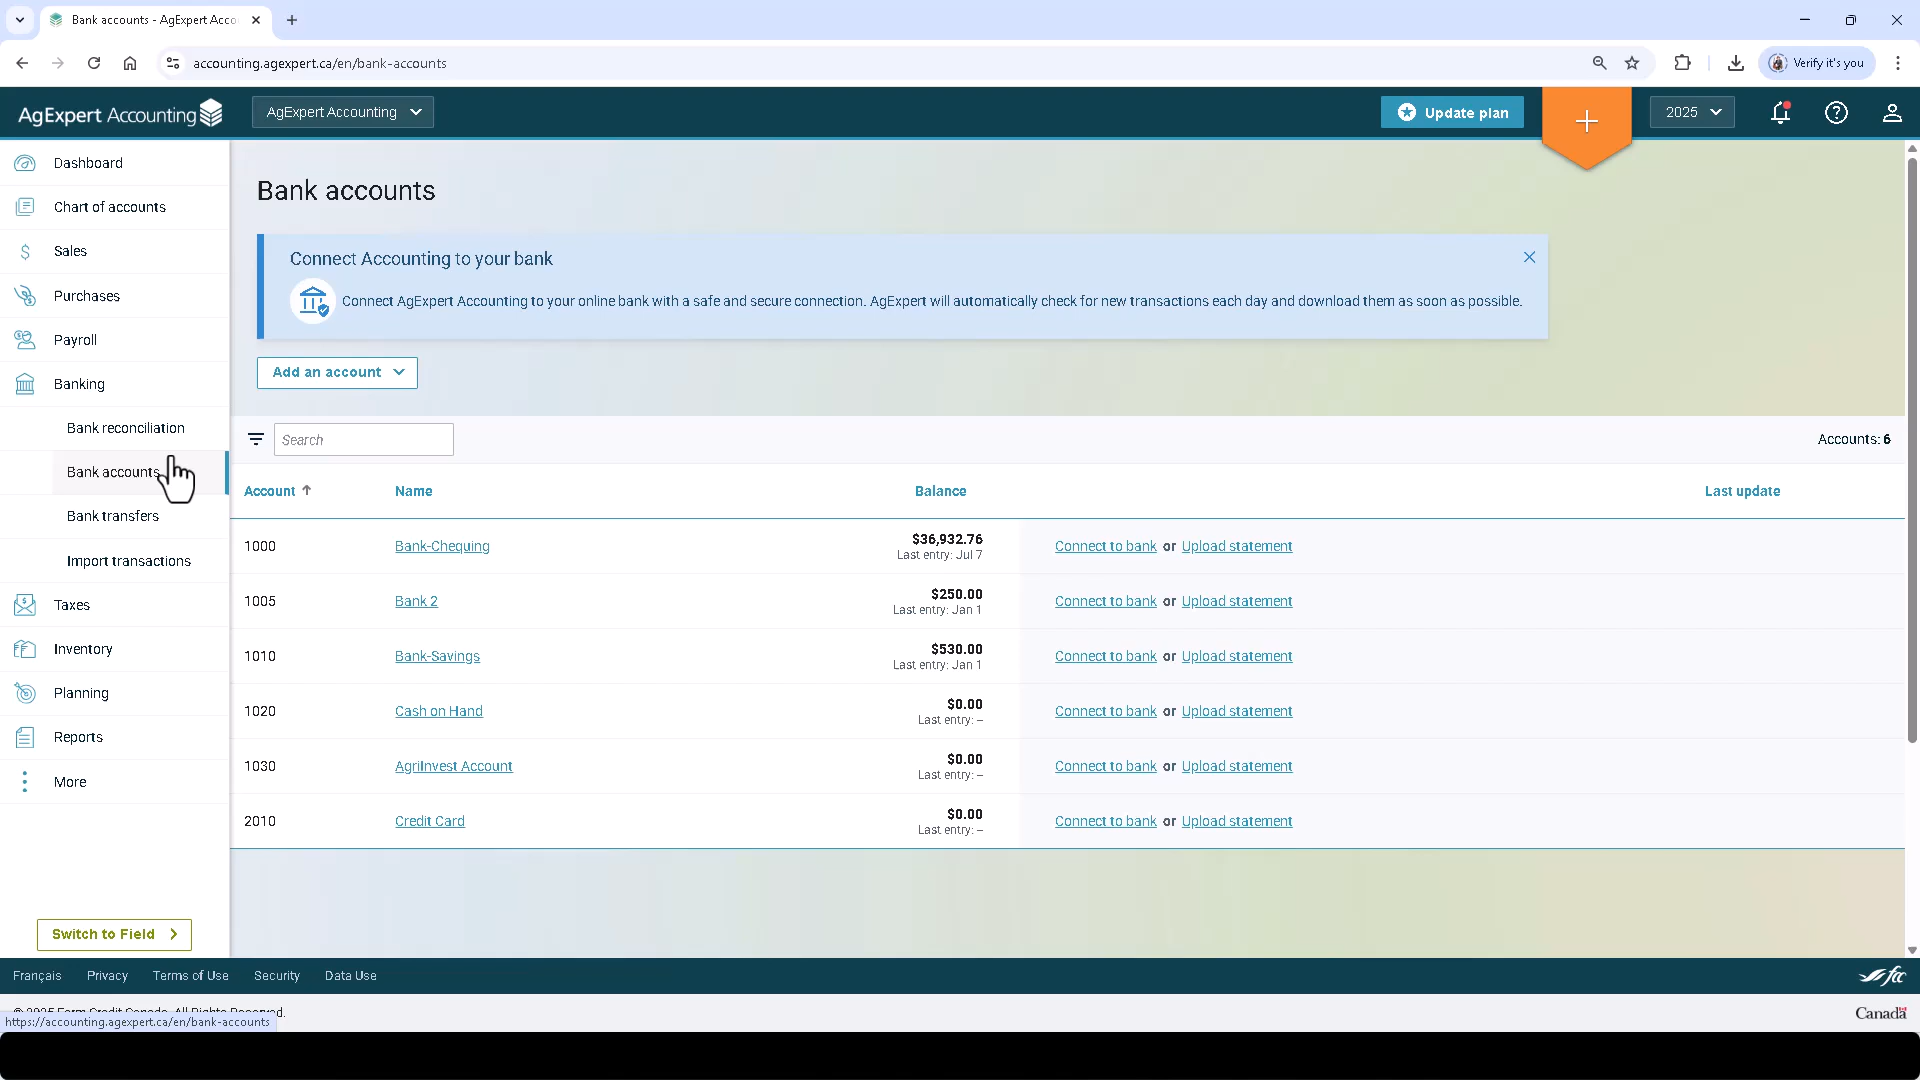 Bank accounts - AgExpert Acco
accounting.agexpert.ca/en/bank-accounts
Verify it's you
AgExpert Accounting
AgExpert Accounting
Update plan
2025
Dashboard
Chart of accounts
Sales
Purchases
Payroll
Banking
Bank reconciliation
Bank accounts
Bank transfers
Import transactions
Taxes
Inventory
Planning
Reports
More
Switch to Field
Bank accounts
Connect Accounting to your bank
Connect AgExpert Accounting to your online bank with a safe and secure connection. AgExpert will automatically check for new transactions each day and download them as soon as possible.
Add an account
Search
Accounts: 6
Account Name Balance Last update
1000 Bank-Chequing $36,932.76 Connect to bank or Upload statement
Last entry: Jul 7
1005 Bank 2 $250.00 Connect to bank or Upload statement
Last entry: Jan 1
1010 Bank-Savings $530.00 Connect to bank or Upload statement
Last entry: Jan 1
1020 Cash on Hand $0.00 Connect to bank or Upload statement
Last entry: –
1030 AgriInvest Account $0.00 Connect to bank or Upload statement
Last entry: –
2010 Credit Card $0.00 Connect to bank or Upload statement
Last entry: –
Français Privacy Terms of Use Security Data Use
fcc
© 2025 Farm Credit Canada. All Rights Reserved.
https://accounting.agexpert.ca/en/bank-accounts
Canada